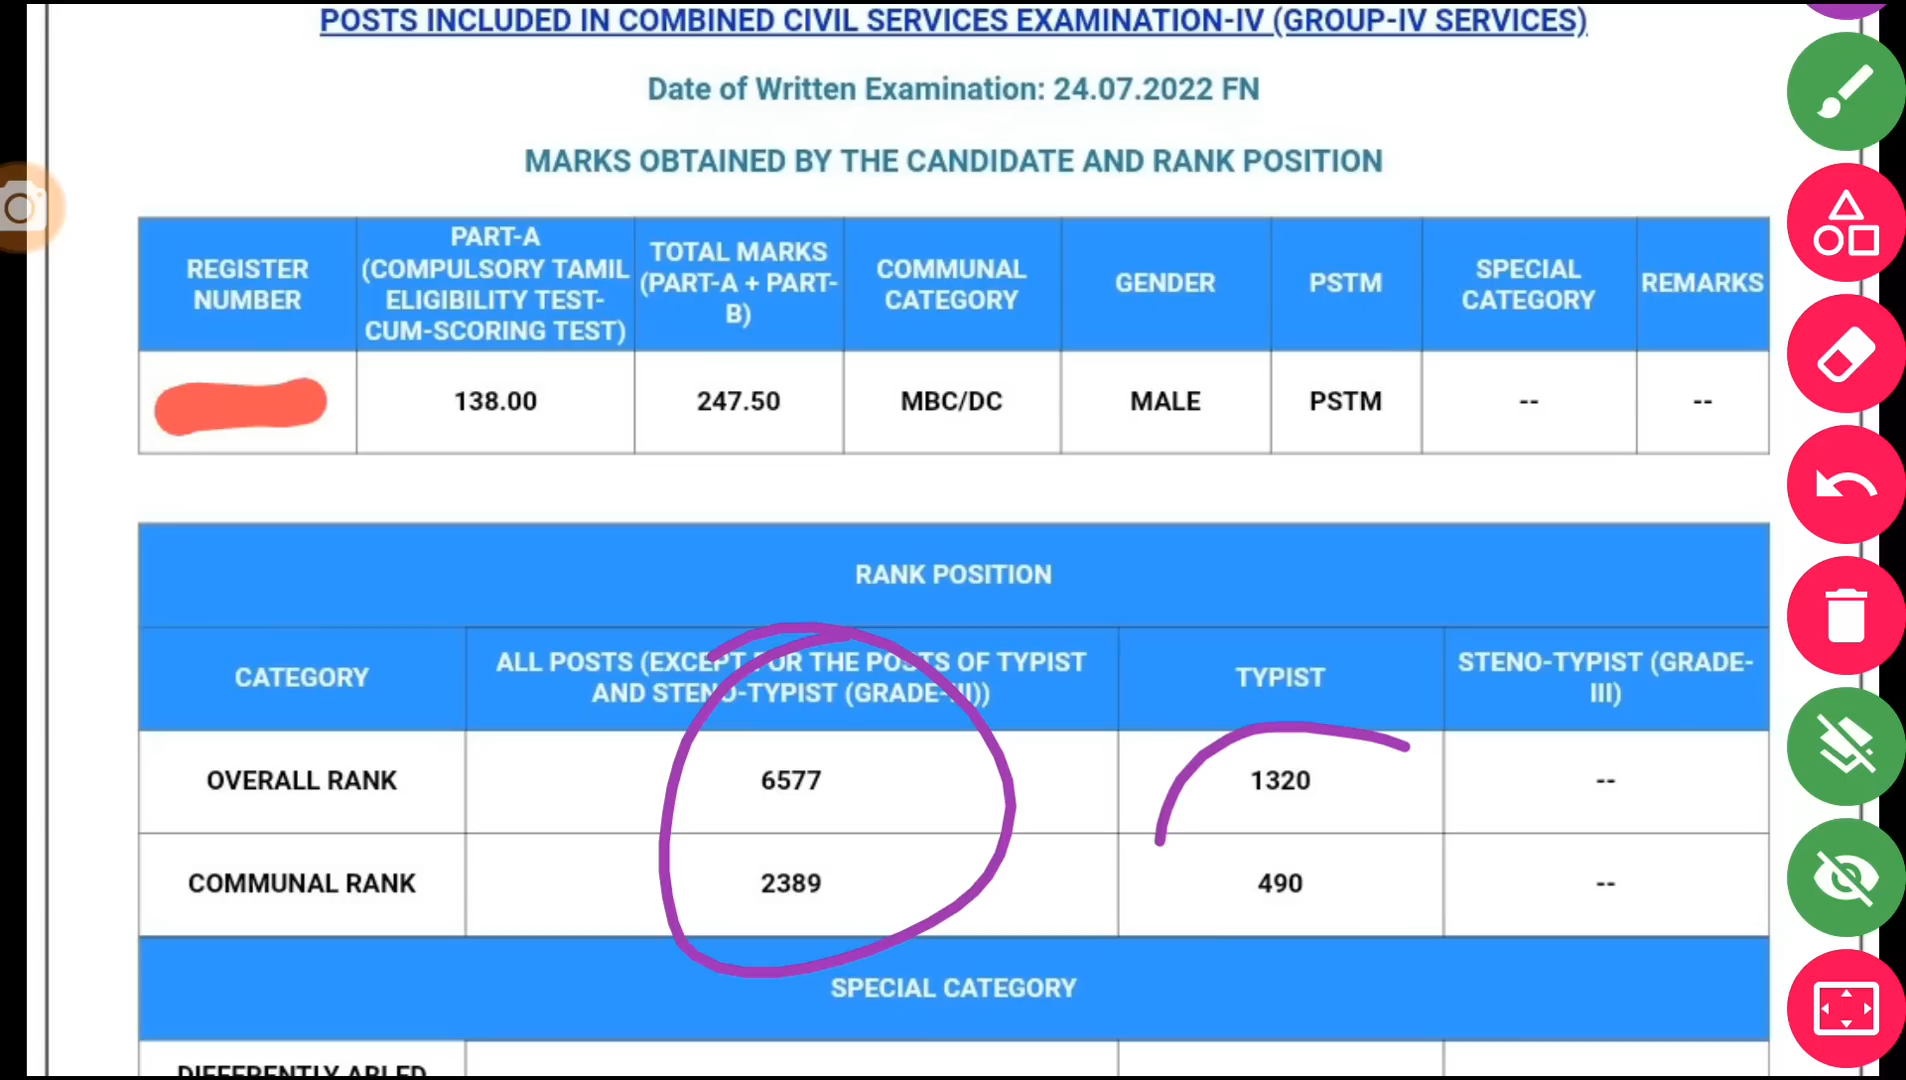 POSTS INCLUDED IN COMBINED CIVIL SERVICES EXAMINATION-IV (GROUP-IV SERVICES)
Date of Written Examination: 24.07.2022 FN
MARKS OBTAINED BY THE CANDIDATE AND RANK POSITION
REGISTER
NUMBER
PART-A
(COMPULSORY TAMIL
ELIGIBILITY TEST-
CUM-SCORING TEST)
TOTAL MARKS
(PART-A + PART-
B)
COMMUNAL
CATEGORY
GENDER
PSTM
SPECIAL
CATEGORY
REMARKS
138.00
247.50
MBC/DC
MALE
PSTM
--
--
RANK POSITION
CATEGORY
ALL POSTS (EXCEPT FOR THE POSTS OF TYPIST
AND STENO-TYPIST (GRADE-III))
TYPIST
STENO-TYPIST (GRADE-
III)
OVERALL RANK
6577
1320
--
COMMUNAL RANK
2389
490
--
SPECIAL CATEGORY
DIFFERENTLY ABLED